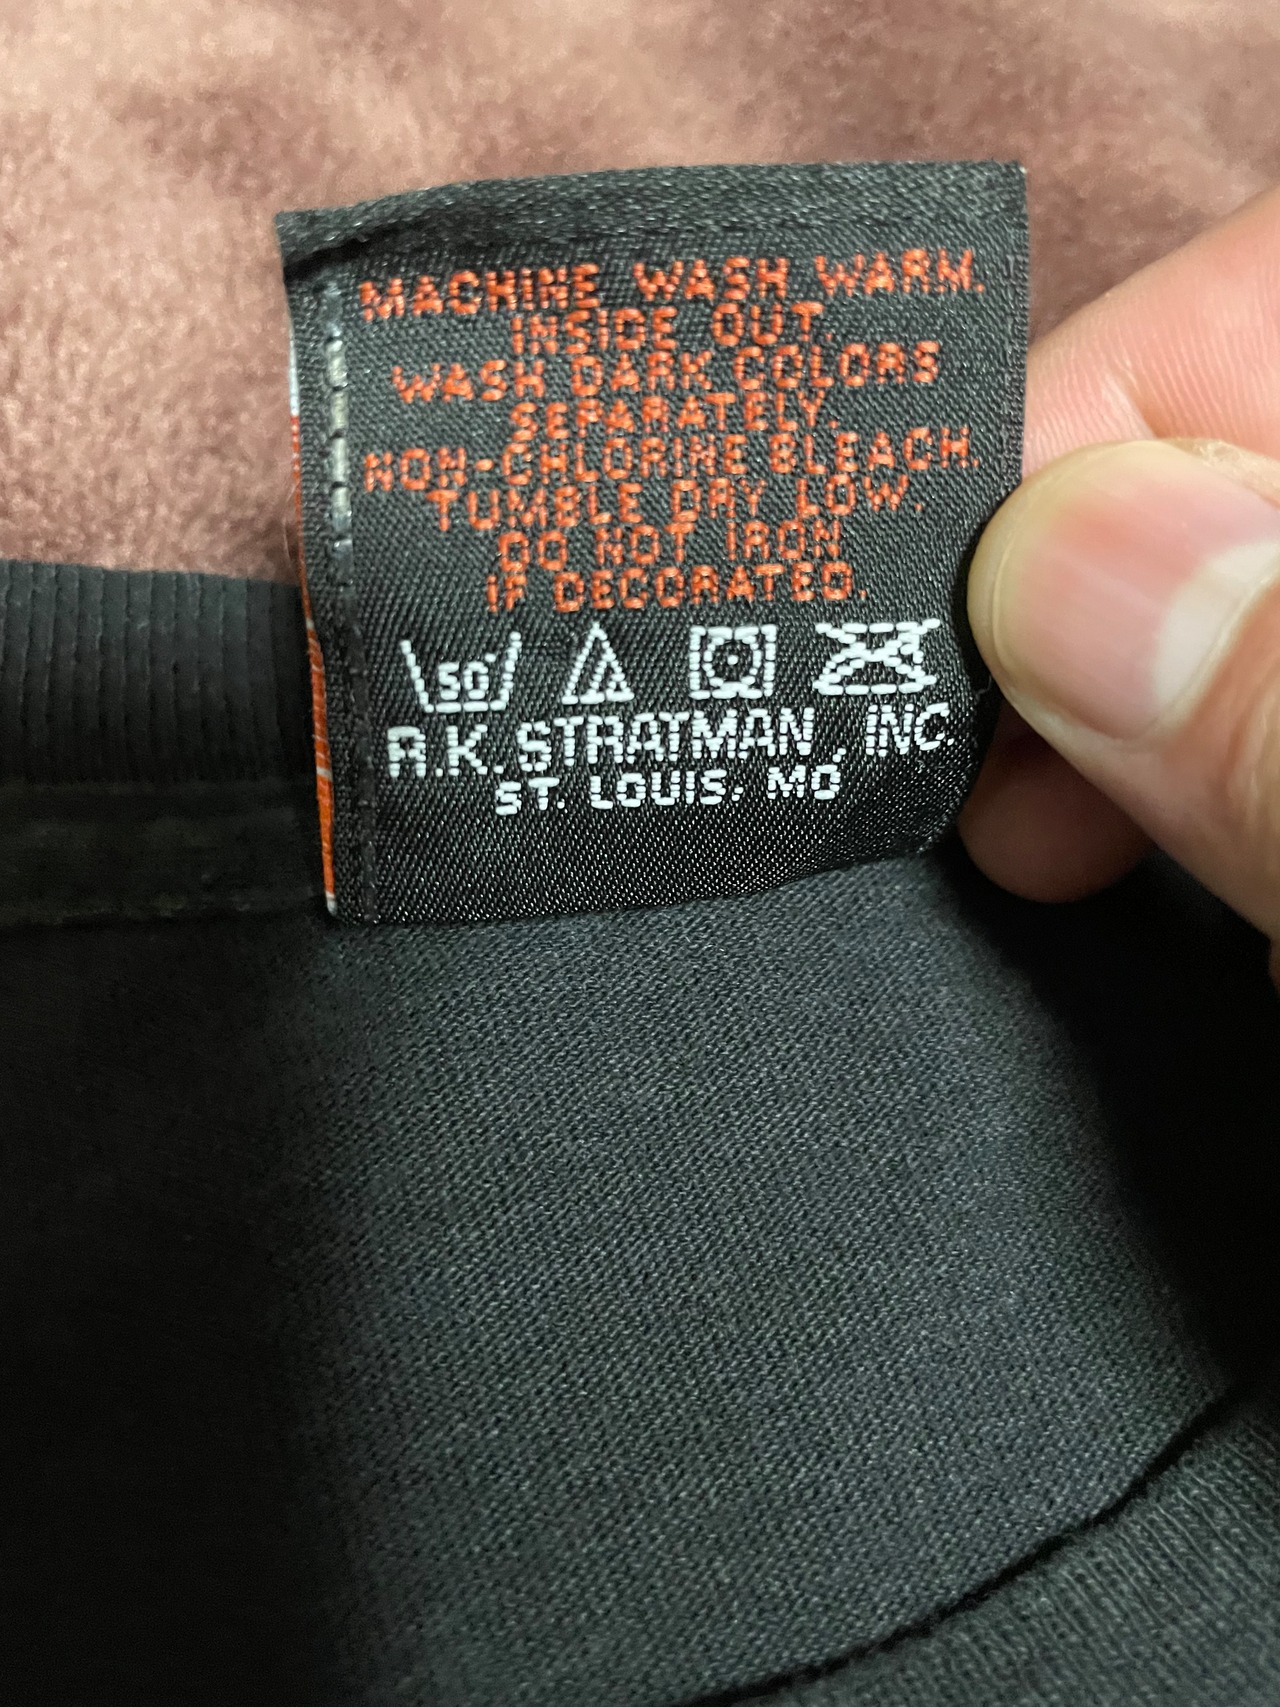 MACHINE WASH WARM.
INSIDE OUT.
WASH DARK COLORS
SEPARATELY.
NON-CHLORINE BLEACH.
TUMBLE DRY LOW.
DO NOT IRON
IF DECORATED.
50°
R.K. STRATMAN, INC.
ST. LOUIS, MO